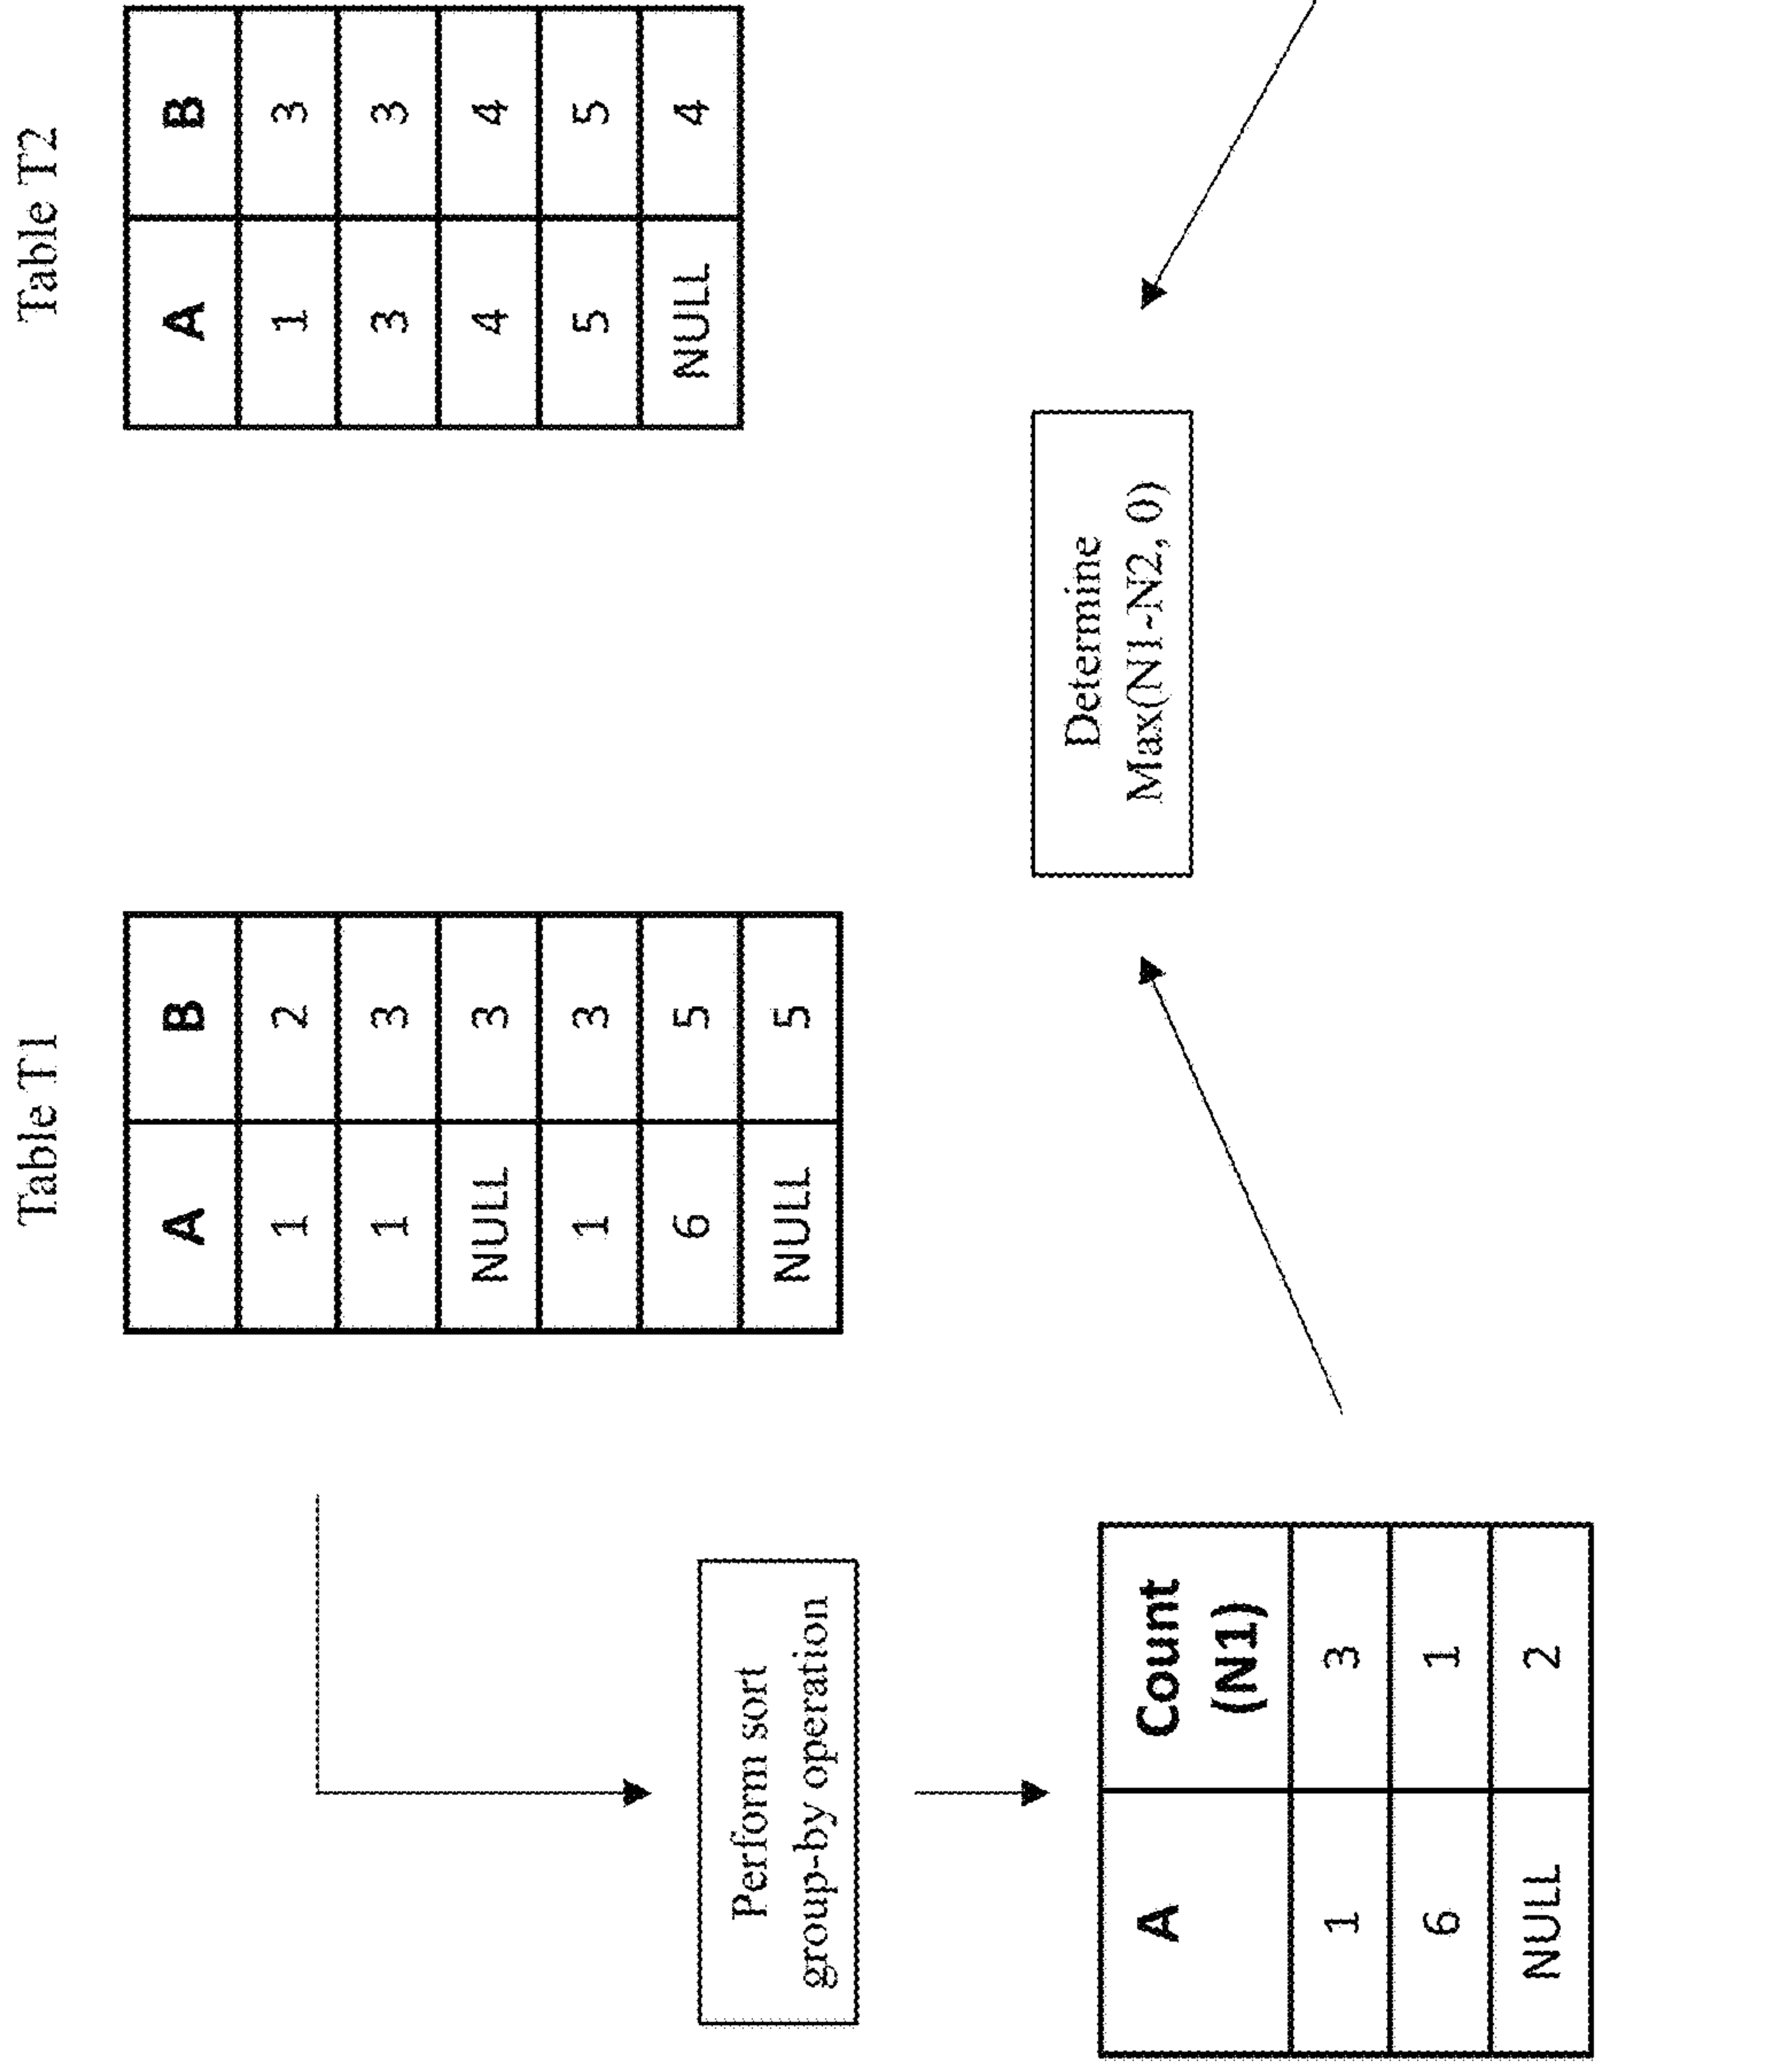 Table T1
A B
1 2
1 3
NULL 3
1 3
6 5
NULL 5
Table T2
A B
1 3
3 3
4 4
5 5
NULL 4
Perform sort
group-by operation
A Count
(N1)
1 3
6 1
NULL 2
Determine
Max(N1-N2, 0)